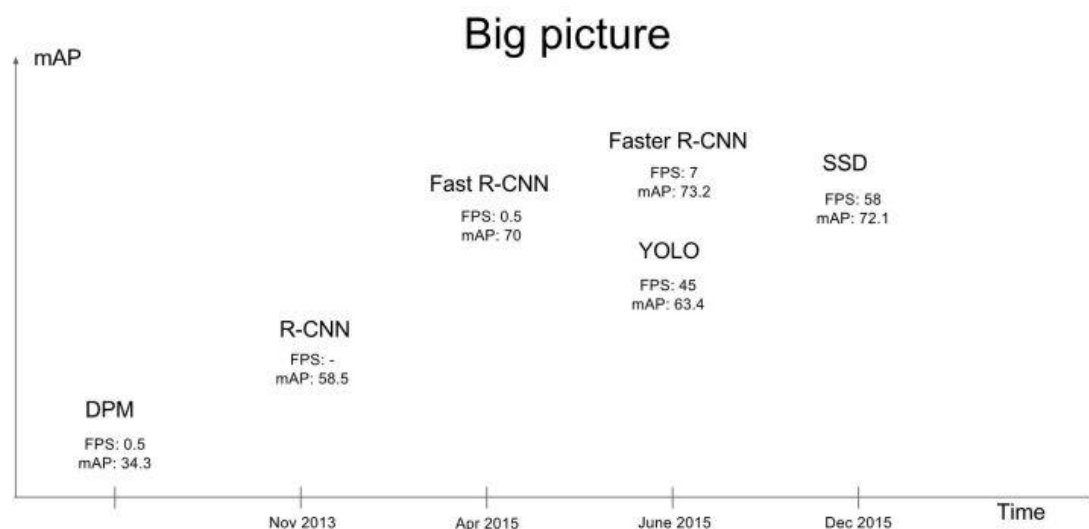 Big picture
mAP
Faster R-CNN
FPS: 7
mAP: 73.2
SSD
FPS: 58
mAP: 72.1
Fast R-CNN
FPS: 0.5
mAP: 70
YOLO
FPS: 45
mAP: 63.4
R-CNN
FPS: -
mAP: 58.5
DPM
FPS: 0.5
mAP: 34.3
Nov 2013
Apr 2015
June 2015
Dec 2015
Time